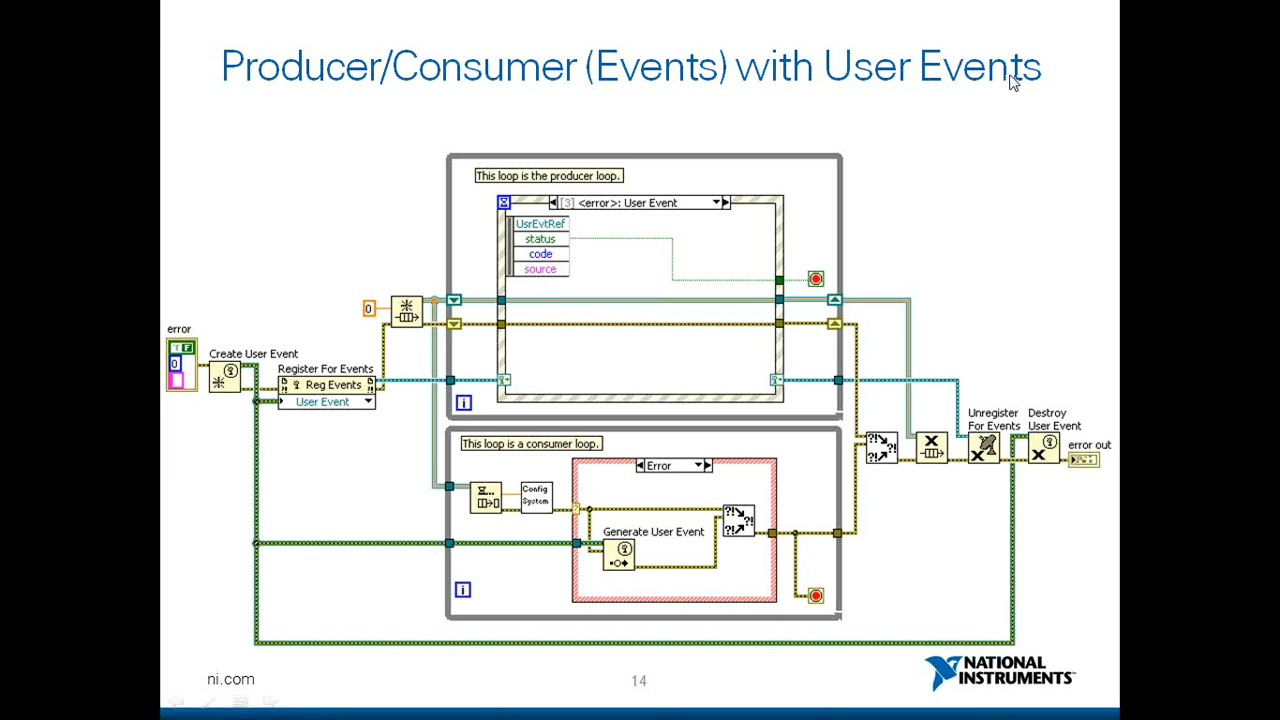 Producer/Consumer (Events) with User Events
This loop is the producer loop.
[3] <error>: User Event
UsrEvtRef
status
code
source
0
error
F
0
Create User Event
Register For Events
Reg Events
User Event
i
This loop is a consumer loop.
Error
Config
System
Generate User Event
i
Unregister
For Events
Destroy
User Event
error out
ni.com
14
NATIONAL
INSTRUMENTS